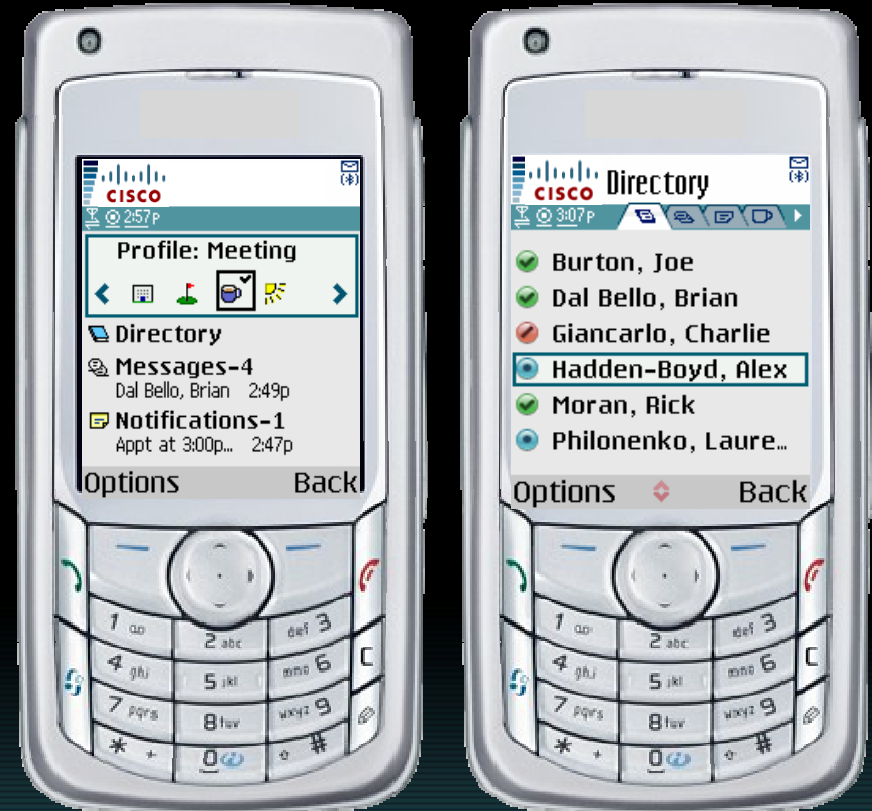 CISCO
2:57P
Profile: Meeting
Directory
Messages-4
Dal Bello, Brian 2:49p
Notifications-1
Appt at 3:00p... 2:47p
Options Back
1
2 abc
def 3
4 ghi
5 jkl
mno 6
C
7 pqrs
8 tuv
wxyz 9
* +
0
#
CISCO Directory
3:07P
Burton, Joe
Dal Bello, Brian
Giancarlo, Charlie
Hadden-Boyd, Alex
Moran, Rick
Philonenko, Laure...
Options Back
1
2 abc
def 3
4 ghi
5 jkl
mno 6
C
7 pqrs
8 tuv
wxyz 9
* +
0
#